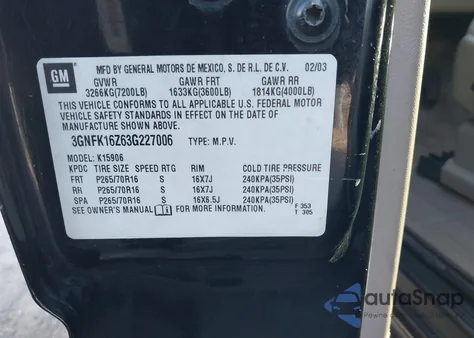 GM
MFD BY GENERAL MOTORS DE MEXICO, S. DE R.L. DE C.V. 02/03
GVWR GAWR FRT GAWR RR
3266KG(7200LB) 1633KG(3600LB) 1814KG(4000LB)
THIS VEHICLE CONFORMS TO ALL APPLICABLE U.S. FEDERAL MOTOR
VEHICLE SAFETY STANDARDS IN EFFECT ON THE DATE OF
MANUFACTURE SHOWN ABOVE.
3GNFK16Z63G227006 TYPE: M.P.V.
MODEL: K15906
KPDC TIRE SIZE SPEED RTG RIM COLD TIRE PRESSURE
FRT P265/70R16 S 16X7J 240KPA(35PSI)
RR P265/70R16 S 16X7J 240KPA(35PSI)
SPA P265/70R16 S 16X6.5J 240KPA(35PSI)
SEE OWNER'S MANUAL FOR MORE INFORMATION.
F 353
T 305
autoSnap